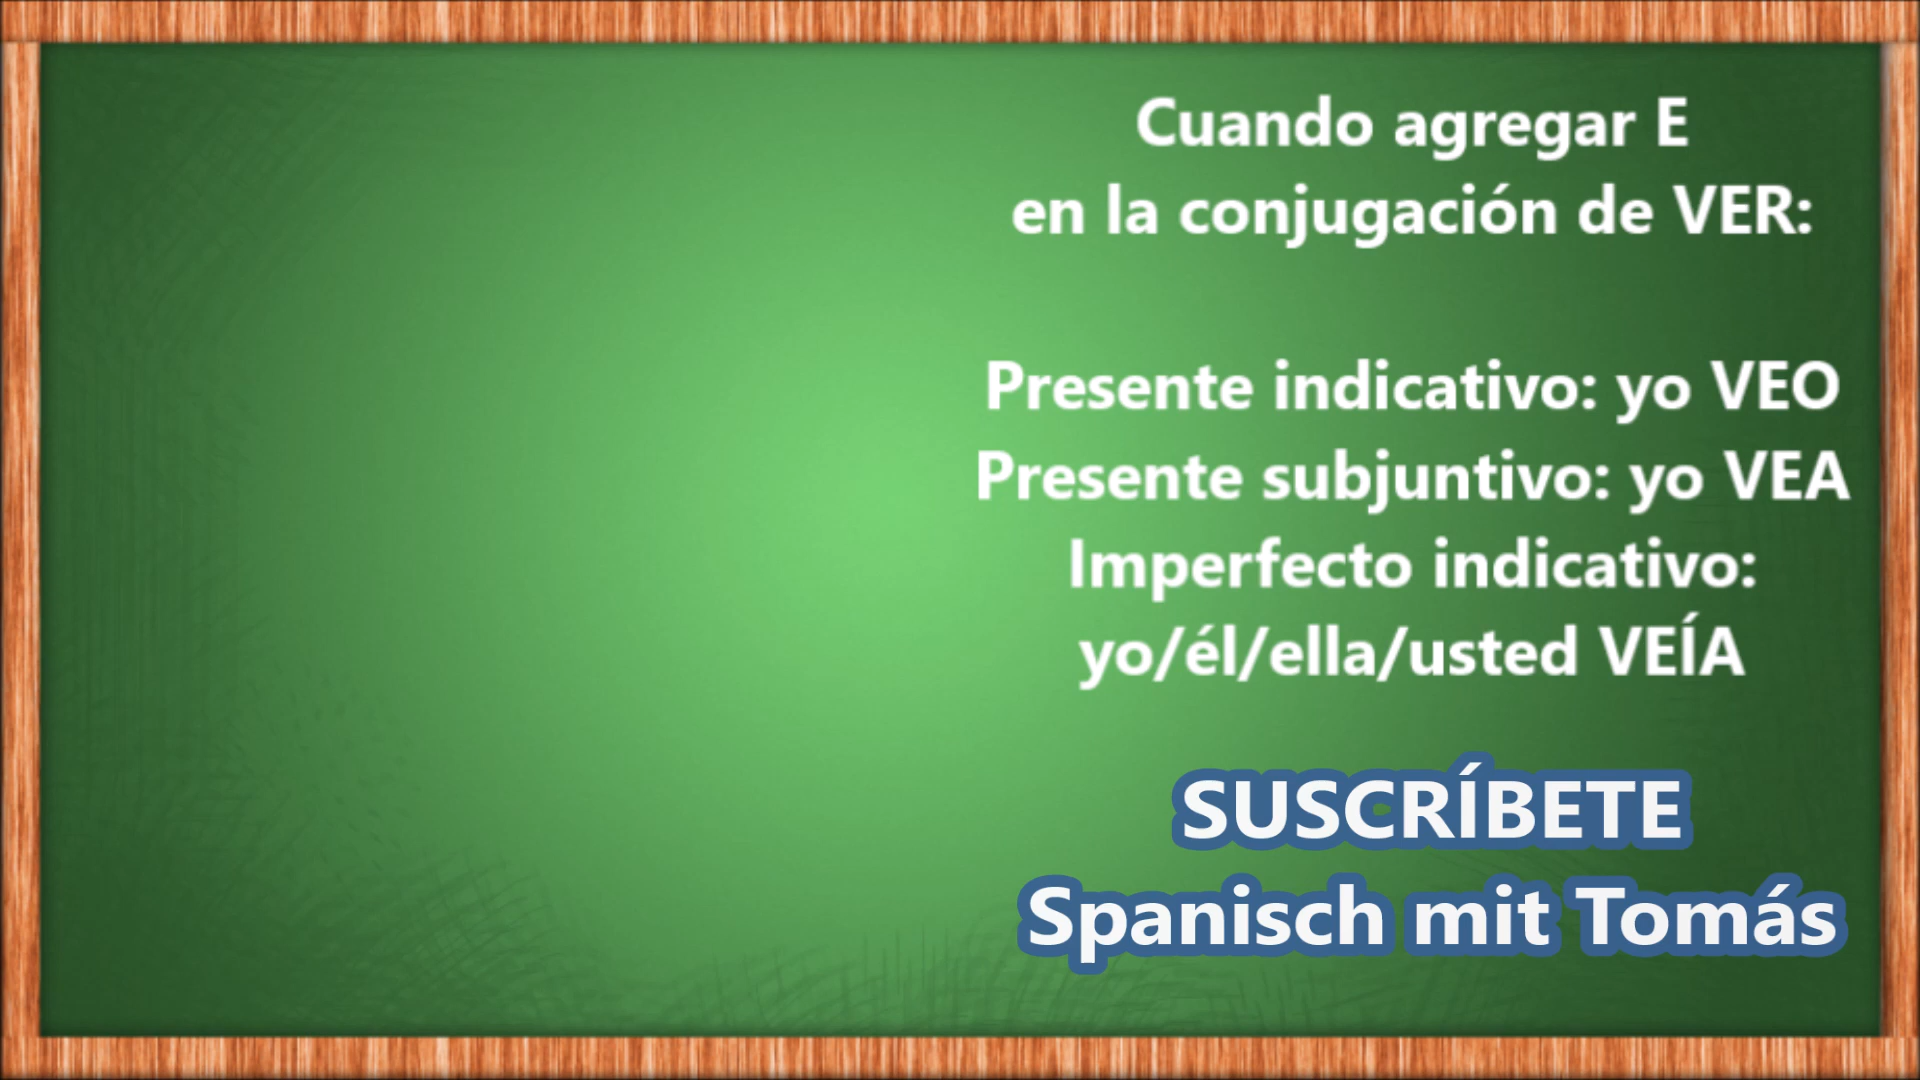 Cuando agregar E
en la conjugación de VER:
Presente indicativo: yo VEO
Presente subjuntivo: yo VEA
Imperfecto indicativo:
yo/él/ella/usted VEÍA
SUSCRÍBETE
Spanisch mit Tomás